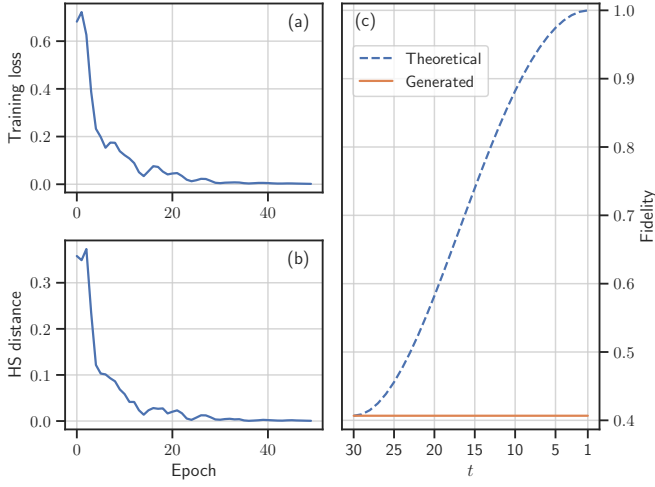 (a)
Training loss
0.6
0.4
0.2
0.0
0
20
40
(b)
HS distance
0.3
0.2
0.1
0.0
0
20
40
Epoch
(c)
Theoretical
Generated
1.0
0.9
0.8
0.7
0.6
0.5
0.4
Fidelity
30
25
20
15
10
5
1
t